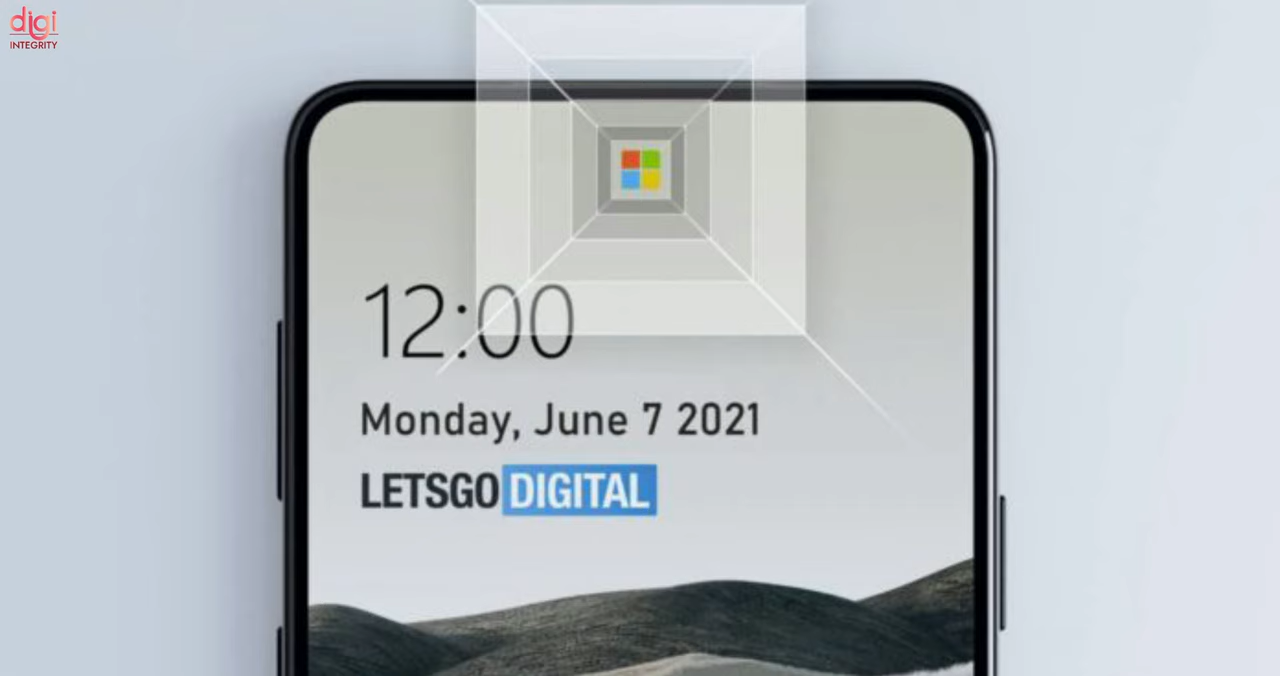 digi
INTEGRITY
12:00
Monday, June 7 2021
LETSGO DIGITAL